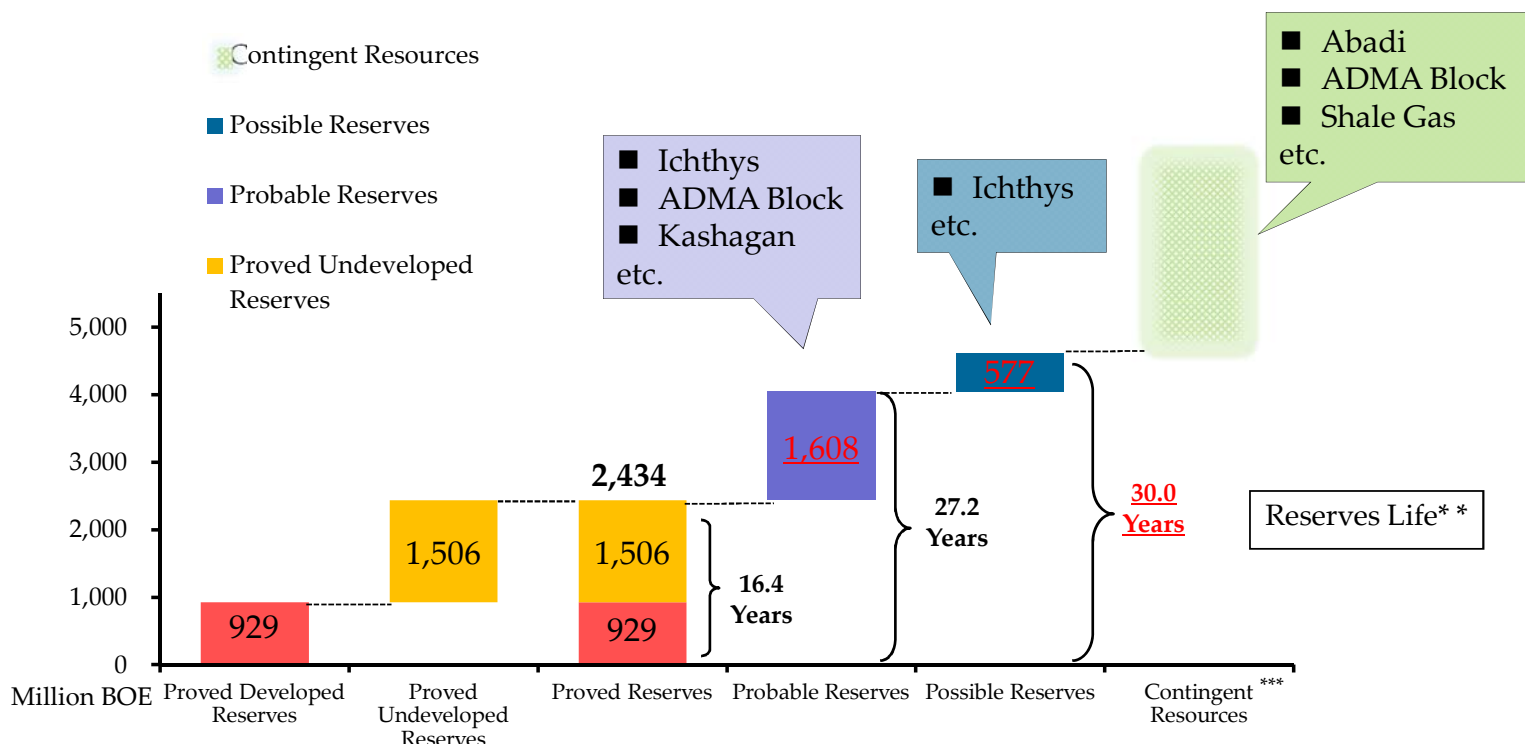 Contingent Resources
Possible Reserves
Probable Reserves
Proved Undeveloped
Reserves
■ Ichthys
■ ADMA Block
■ Kashagan
etc.
■ Ichthys
etc.
■ Abadi
■ ADMA Block
■ Shale Gas
etc.
5,000
4,000
3,000
2,000
1,000
0
Million BOE
929
1,506
2,434
1,506
929
16.4
Years
1,608
27.2
Years
577
30.0
Years
Reserves Life* *
Proved Developed
Reserves
Proved
Undeveloped
Reserves
Proved Reserves
Probable Reserves
Possible Reserves
Contingent ***
Resources